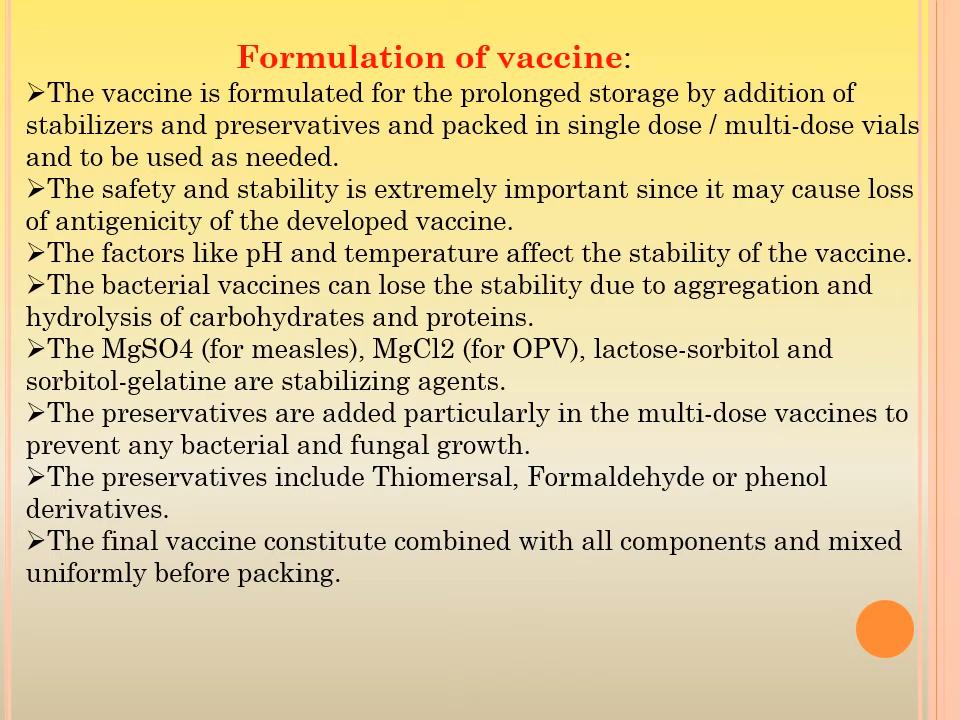 Formulation of vaccine:
➢The vaccine is formulated for the prolonged storage by addition of
stabilizers and preservatives and packed in single dose / multi-dose vials
and to be used as needed.
➢The safety and stability is extremely important since it may cause loss
of antigenicity of the developed vaccine.
➢The factors like pH and temperature affect the stability of the vaccine.
➢The bacterial vaccines can lose the stability due to aggregation and
hydrolysis of carbohydrates and proteins.
➢The MgSO4 (for measles), MgCl2 (for OPV), lactose-sorbitol and
sorbitol-gelatine are stabilizing agents.
➢The preservatives are added particularly in the multi-dose vaccines to
prevent any bacterial and fungal growth.
➢The preservatives include Thiomersal, Formaldehyde or phenol
derivatives.
➢The final vaccine constitute combined with all components and mixed
uniformly before packing.